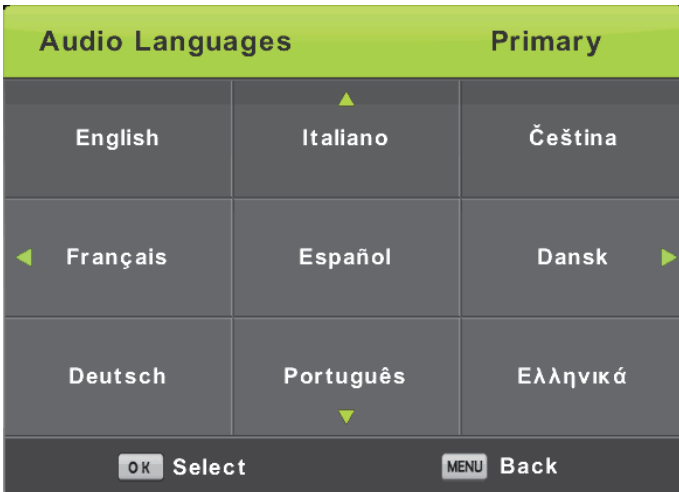 Audio Languages Primary
English Italiano Čeština
Français Español Dansk
Deutsch Português Ελληνικά
OK Select MENU Back